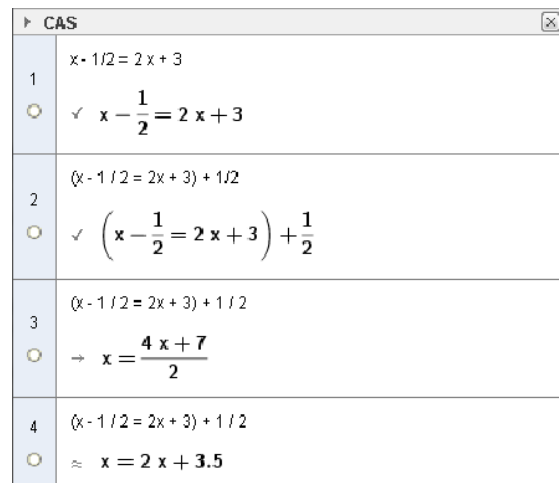 CAS
1
x - 1/2 = 2 x + 3
✓ x − 1/2 = 2 x + 3
2
(x - 1 / 2 = 2x + 3) + 1/2
✓ (x − 1/2 = 2 x + 3) + 1/2
3
(x - 1 / 2 = 2x + 3) + 1 / 2
→ x = (4 x + 7)/2
4
(x - 1 / 2 = 2x + 3) + 1 / 2
≈ x = 2 x + 3.5